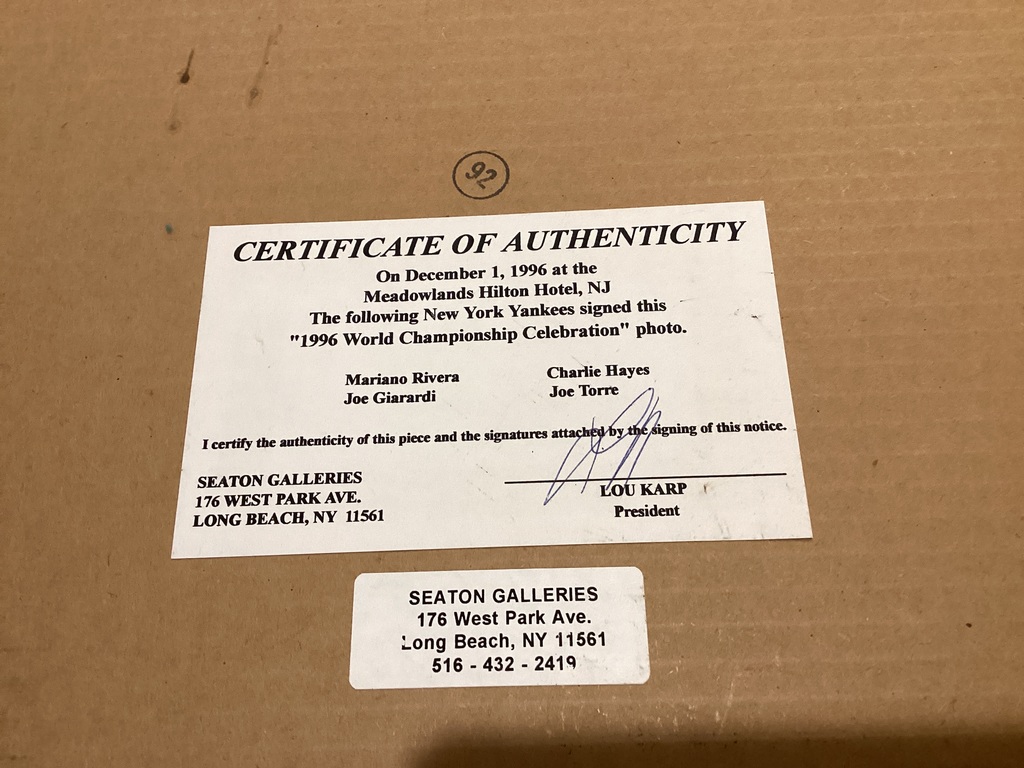 92
CERTIFICATE OF AUTHENTICITY
On December 1, 1996 at the
Meadowlands Hilton Hotel, NJ
The following New York Yankees signed this
"1996 World Championship Celebration" photo.
Mariano Rivera
Charlie Hayes
Joe Giarardi
Joe Torre
I certify the authenticity of this piece and the signatures attached by the signing of this notice.
SEATON GALLERIES
176 WEST PARK AVE.
LONG BEACH, NY 11561
LOU KARP
President
SEATON GALLERIES
176 West Park Ave.
Long Beach, NY 11561
516 - 432 - 2419